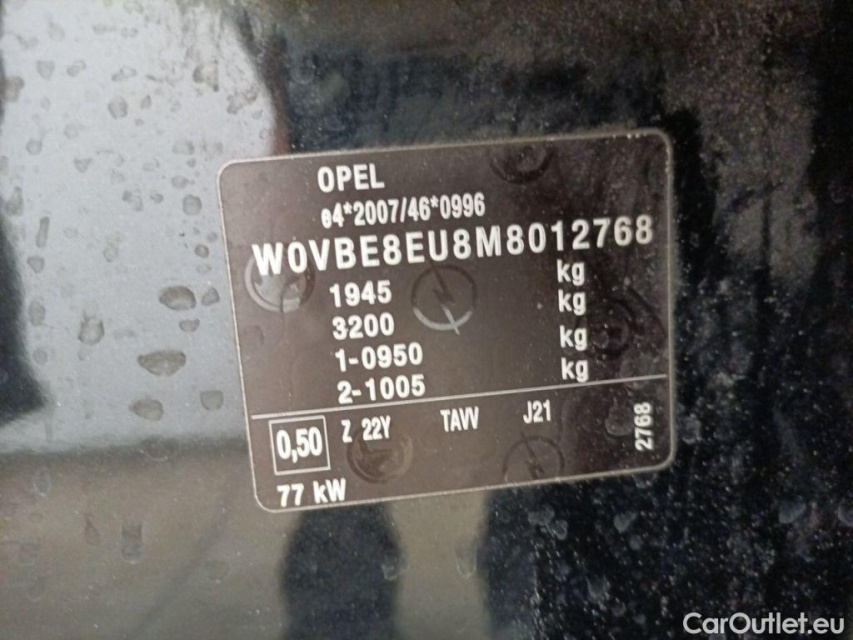 OPEL
e4*2007/46*0996
W0VBE8EU8M8012768
1945 kg
3200 kg
1-0950 kg
2-1005 kg
0,50 Z 22Y TAW J21 2768
77 kW
CarOutlet.eu